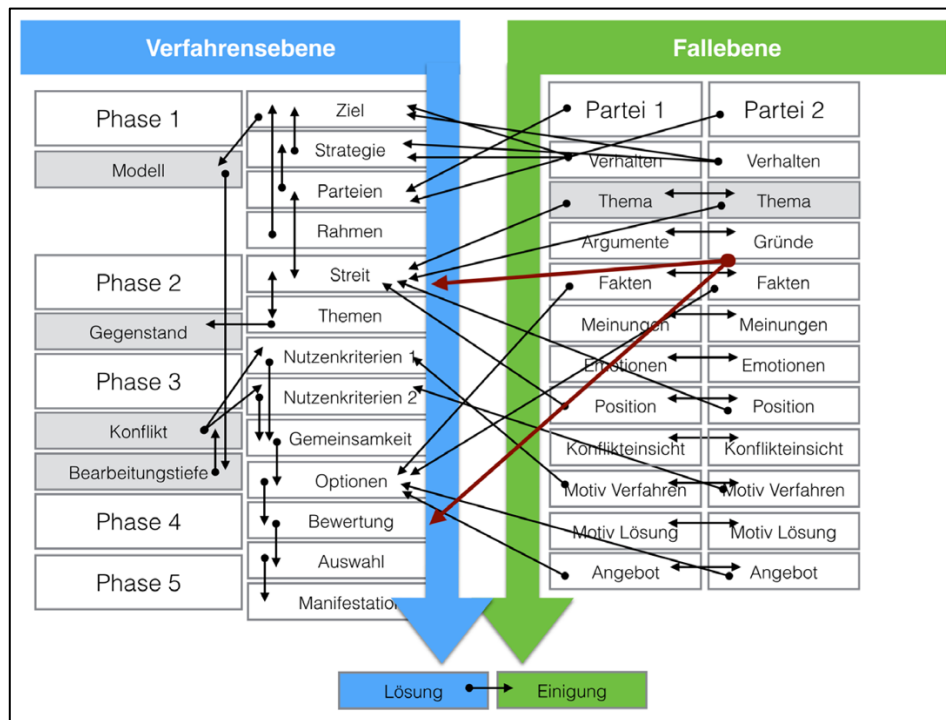 Verfahrensebene
Fallebene
Phase 1
Modell
Phase 2
Gegenstand
Phase 3
Konflikt
Bearbeitungstiefe
Phase 4
Phase 5
Ziel
Strategie
Parteien
Rahmen
Streit
Themen
Nutzenkriterien 1
Nutzenkriterien 2
Gemeinsamkeit
Optionen
Bewertung
Auswahl
Manifestation
Partei 1
Partei 2
Verhalten
Verhalten
Thema
Thema
Argumente
Gründe
Fakten
Fakten
Meinungen
Meinungen
Emotionen
Emotionen
Position
Position
Konflikteinsicht
Konflikteinsicht
Motiv Verfahren
Motiv Verfahren
Motiv Lösung
Motiv Lösung
Angebot
Angebot
Lösung
Einigung